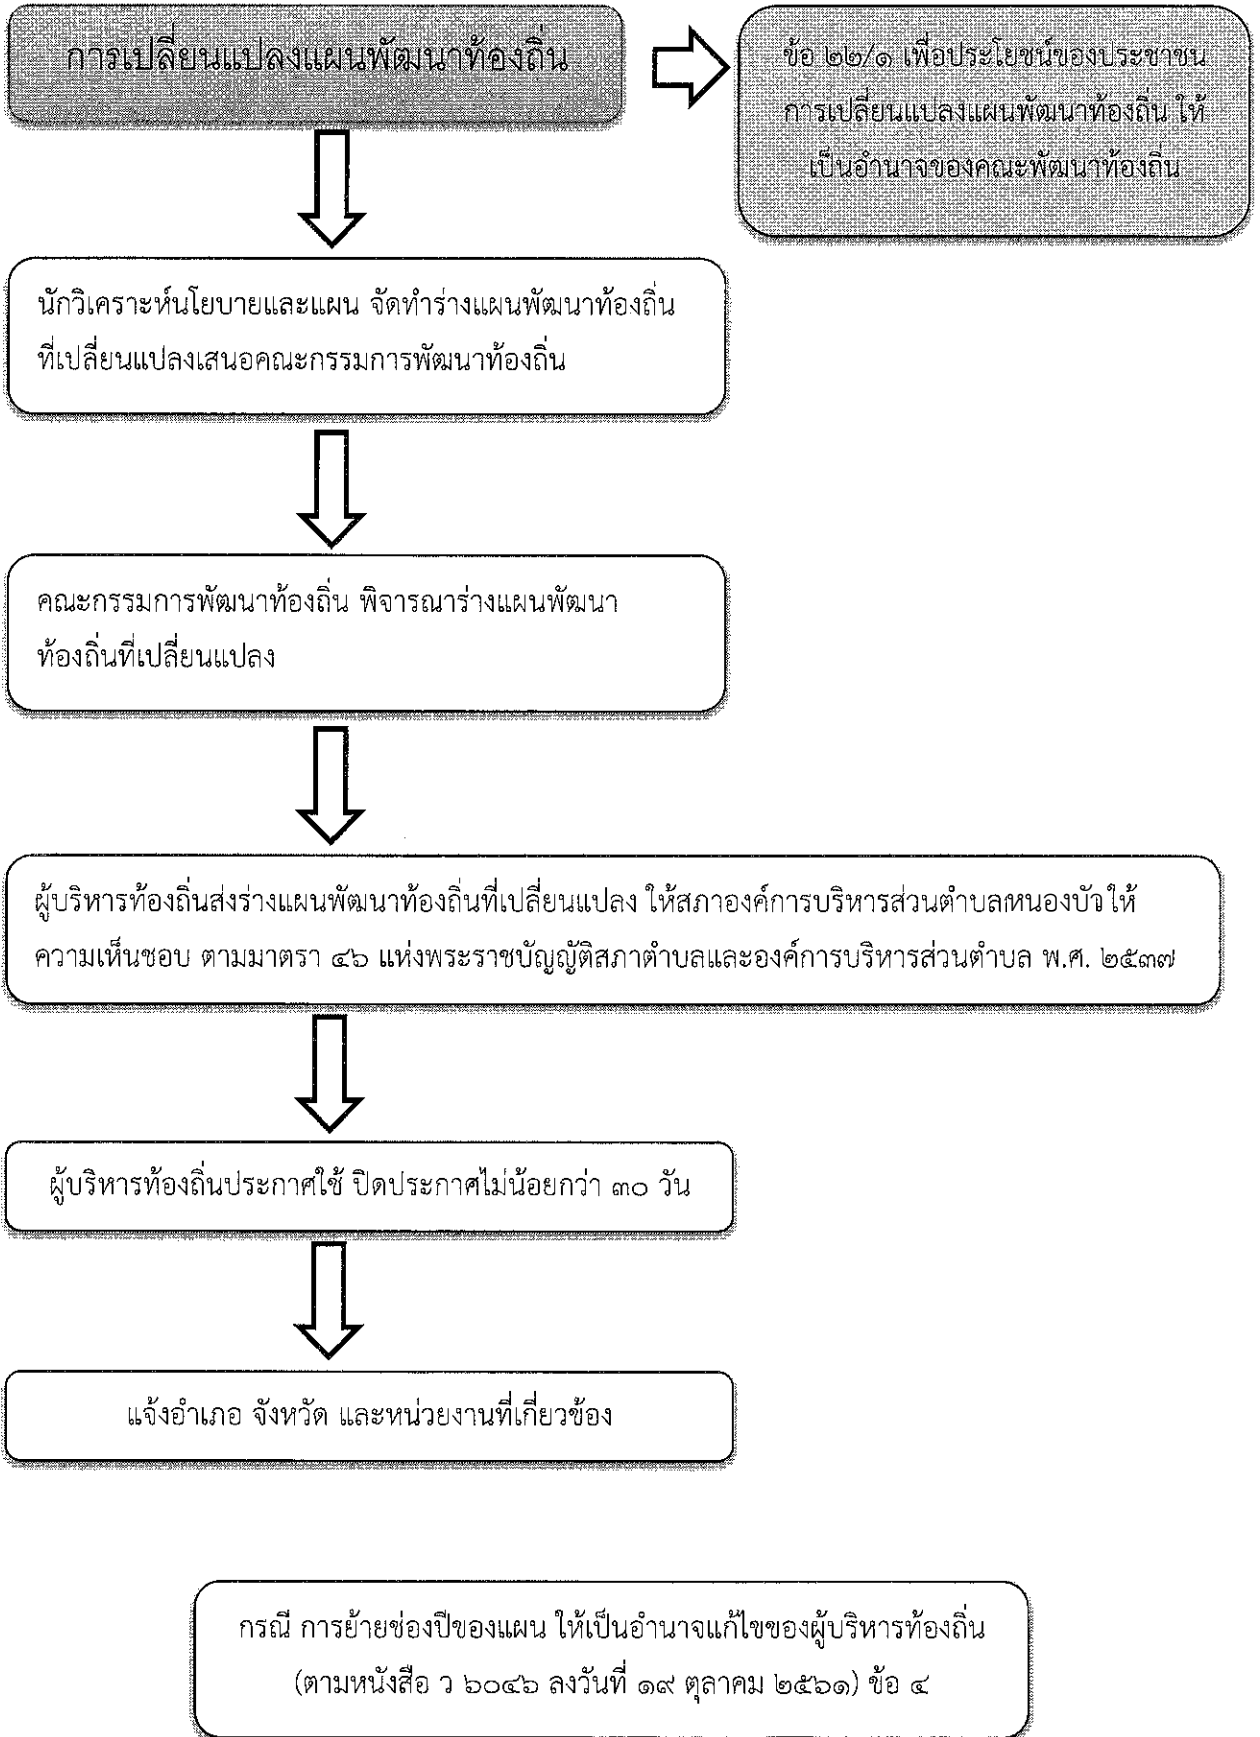 การเปลี่ยนแปลงแผนพัฒนาท้องถิ่น
ข้อ ๒๒/๑ เพื่อประโยชน์ของประชาชน
การเปลี่ยนแปลงแผนพัฒนาท้องถิ่น ให้
เป็นอำนาจของคณะพัฒนาท้องถิ่น
นักวิเคราะห์นโยบายและแผน จัดทำร่างแผนพัฒนาท้องถิ่น
ที่เปลี่ยนแปลงเสนอคณะกรรมการพัฒนาท้องถิ่น
คณะกรรมการพัฒนาท้องถิ่น พิจารณาร่างแผนพัฒนา
ท้องถิ่นที่เปลี่ยนแปลง
ผู้บริหารท้องถิ่นส่งร่างแผนพัฒนาท้องถิ่นที่เปลี่ยนแปลง ให้สภาองค์การบริหารส่วนตำบลหนองบัวให้
ความเห็นชอบ ตามมาตรา ๔๖ แห่งพระราชบัญญัติสภาตำบลและองค์การบริหารส่วนตำบล พ.ศ. ๒๕๓๗
ผู้บริหารท้องถิ่นประกาศใช้ ปิดประกาศไม่น้อยกว่า ๓๐ วัน
แจ้งอำเภอ จังหวัด และหน่วยงานที่เกี่ยวข้อง
กรณี การย้ายช่องปีของแผน ให้เป็นอำนาจแก้ไขของผู้บริหารท้องถิ่น
(ตามหนังสือ ว ๖๐๔๖ ลงวันที่ ๑๙ ตุลาคม ๒๕๖๑) ข้อ ๔